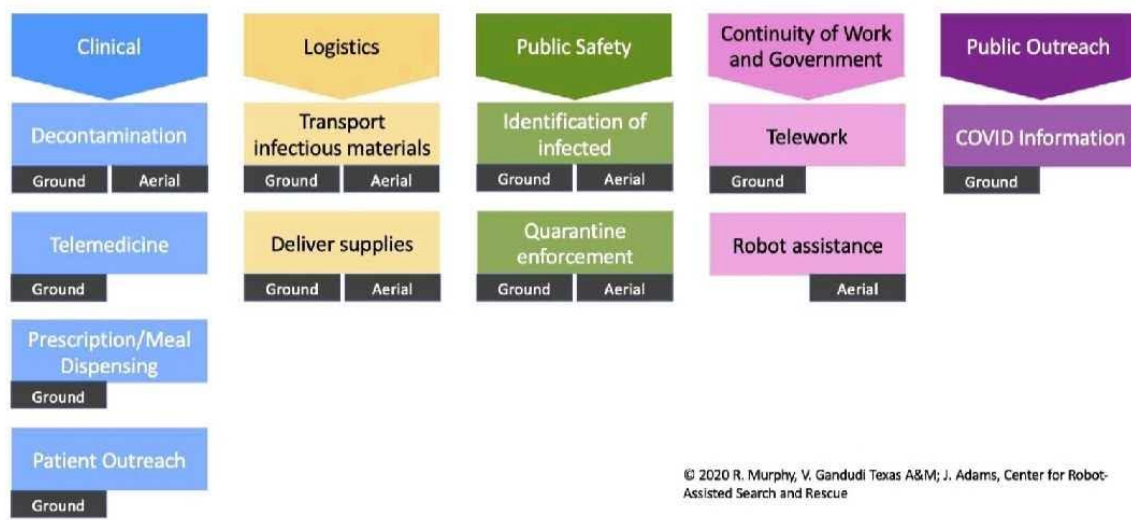 Clinical
Decontamination
Ground
Aerial
Telemedicine
Ground
Prescription/Meal
Dispensing
Ground
Patient Outreach
Ground
Logistics
Transport
infectious materials
Ground
Aerial
Deliver supplies
Ground
Aerial
Public Safety
Identification of
infected
Ground
Aerial
Quarantine
enforcement
Ground
Aerial
Continuity of Work
and Government
Telework
Ground
Robot assistance
Aerial
Public Outreach
COVID Information
Ground
© 2020 R. Murphy, V. Gandudi Texas A&M; J. Adams, Center for Robot-
Assisted Search and Rescue